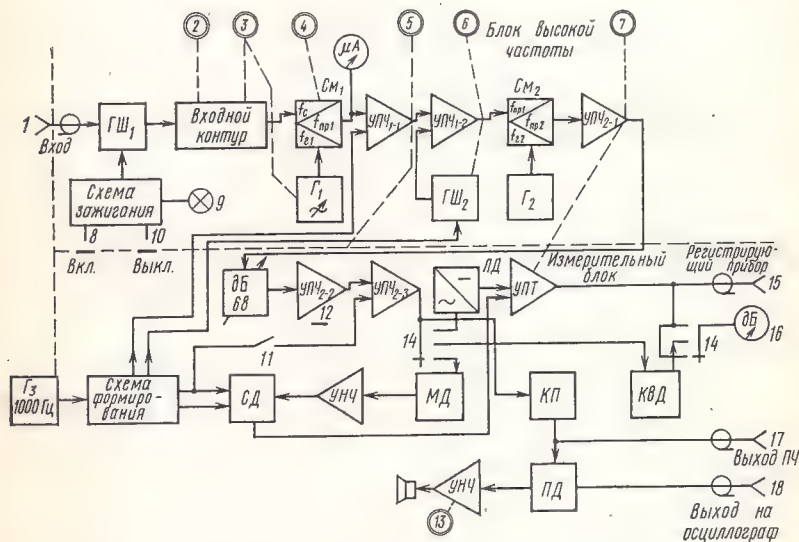 2
3
4
μA
5
6
Блок высокой
частоты
7
1
Вход
ГШ1
Входной
контур
См1
fс
fпр1
fг1
УПЧ1-1
УПЧ1-2
См2
fпр1
fпр2
fг2
УПЧ2-1
Схема
зажигания
9
8
10
Г1
ГШ2
Г2
Вкл.
Выкл.
дБ
68
УПЧ2-2
12
УПЧ2-3
ПД
УПТ
Измерительный
блок
Регистрирую-
щий
прибор
15
11
14
14
дБ
16
Г3
1000Гц
Схема
формиро-
вания
СД
УНЧ
МД
КП
КВД
17
Выход ПЧ
УНЧ
13
ПД
18
Выход на
осциллограф